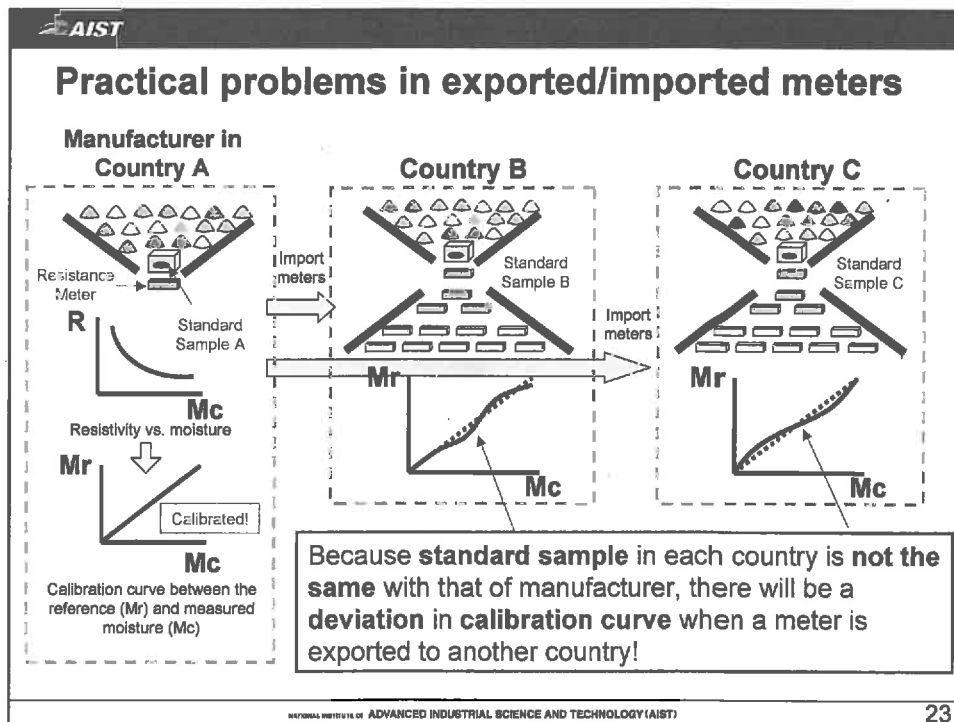 AIST
Practical problems in exported/imported meters
Manufacturer in
Country A
Resistance
Meter
Standard
Sample A
R
Mc
Resistivity vs. moisture
Mr
Calibrated!
Mc
Calibration curve between the
reference (Mr) and measured
moisture (Mc)
Import
meters
Country B
Standard
Sample B
Mr
Mc
Import
meters
Country C
Standard
Sample C
Mr
Mc
Because standard sample in each country is not the
same with that of manufacturer, there will be a
deviation in calibration curve when a meter is
exported to another country!
NATIONAL INSTITUTE OF ADVANCED INDUSTRIAL SCIENCE AND TECHNOLOGY (AIST)
23